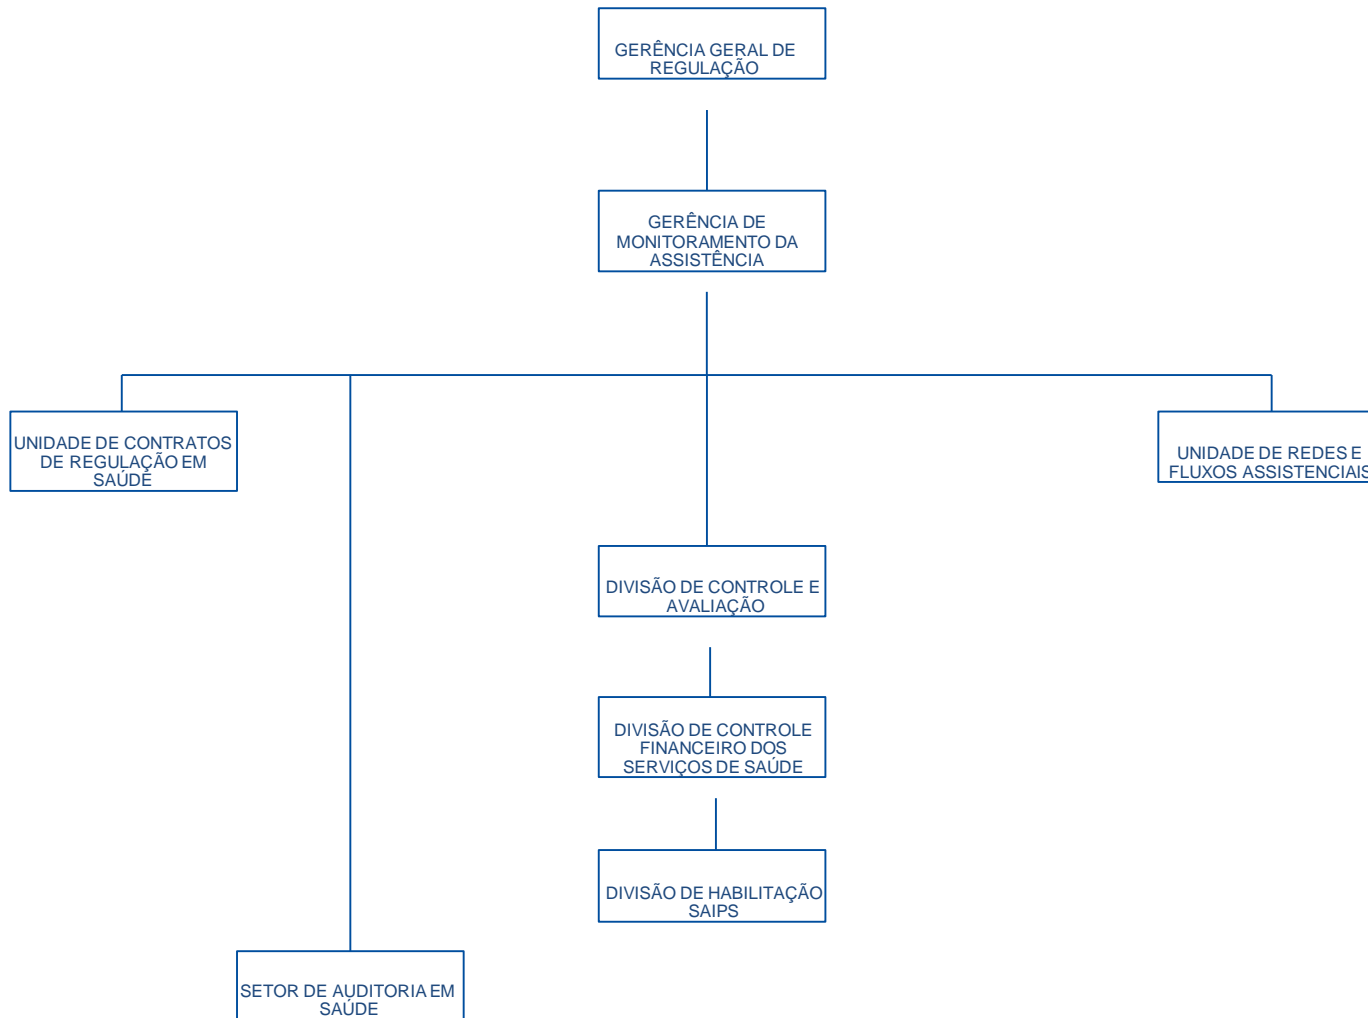 GERÊNCIA GERAL DE
REGULAÇÃO
GERÊNCIA DE
MONITORAMENTO DA
ASSISTÊNCIA
UNIDADE DE CONTRATOS
DE REGULAÇÃO EM
SAÚDE
UNIDADE DE REDES E
FLUXOS ASSISTENCIAIS
DIVISÃO DE CONTROLE E
AVALIAÇÃO
DIVISÃO DE CONTROLE
FINANCEIRO DOS
SERVIÇOS DE SAÚDE
DIVISÃO DE HABILITAÇÃO
SAIPS
SETOR DE AUDITORIA EM
SAÚDE